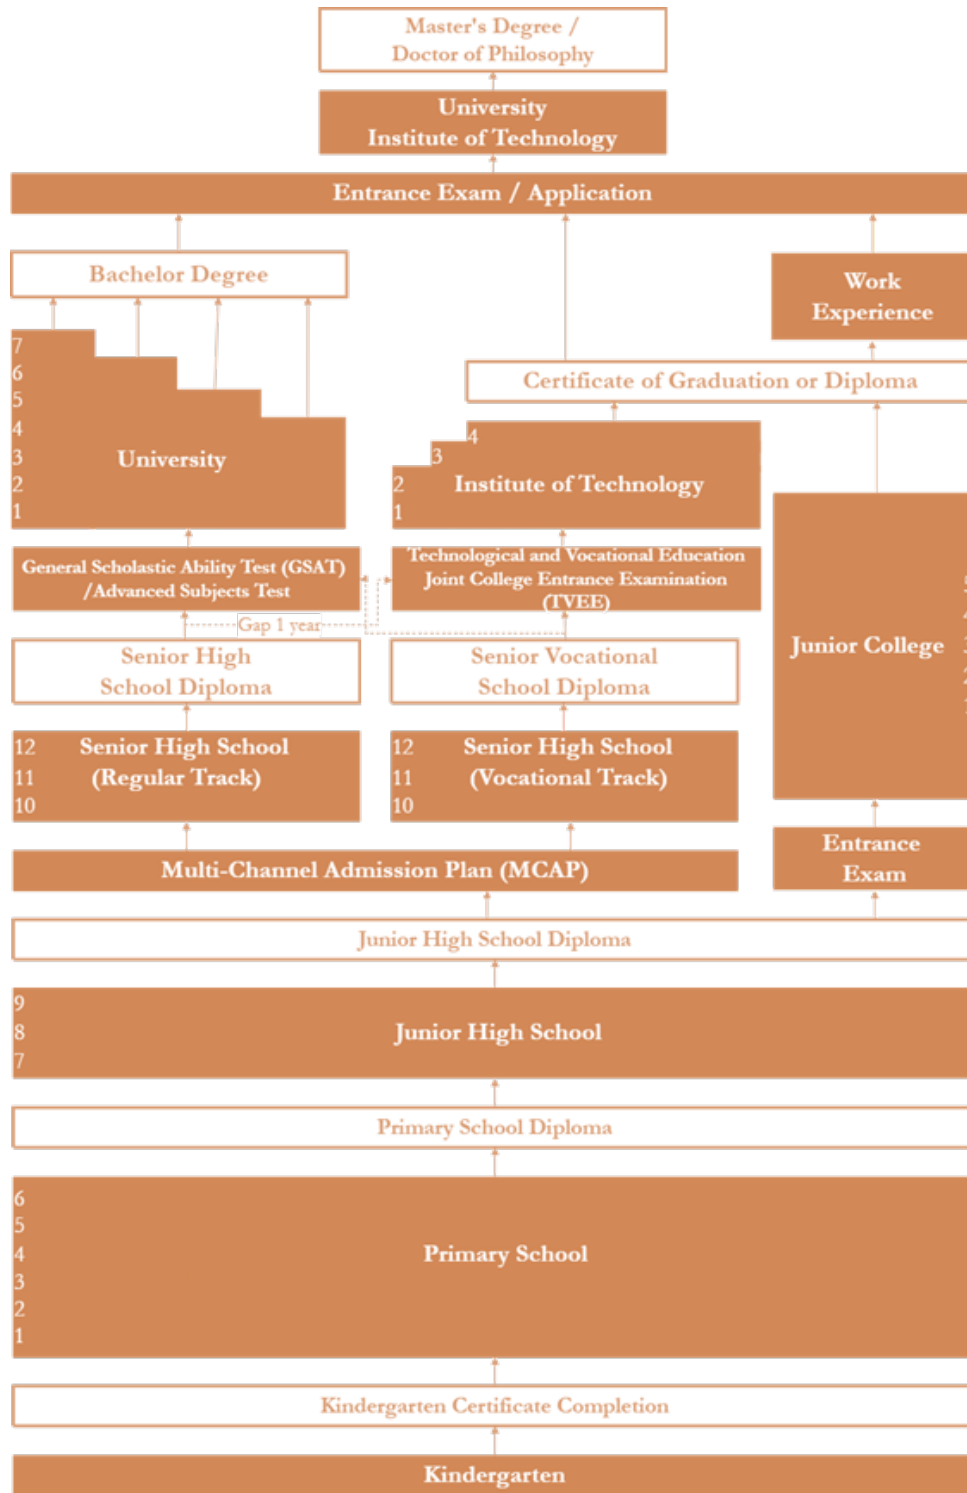 Master's Degree /
Doctor of Philosophy
University
Institute of Technology
Entrance Exam / Application
Bachelor Degree
Work
Experience
Certificate of Graduation or Diploma
7
6
5
4
3
2
1
University
4
3
2
1
Institute of Technology
General Scholastic Ability Test (GSAT)
/Advanced Subjects Test
Technological and Vocational Education
Joint College Entrance Examination
(TVEE)
Gap 1 year
Junior College
Senior High
School Diploma
Senior Vocational
School Diploma
12
11
10
Senior High School
(Regular Track)
12
11
10
Senior High School
(Vocational Track)
Multi-Channel Admission Plan (MCAP)
Entrance
Exam
Junior High School Diploma
9
8
7
Junior High School
Primary School Diploma
6
5
4
3
2
1
Primary School
Kindergarten Certificate Completion
Kindergarten